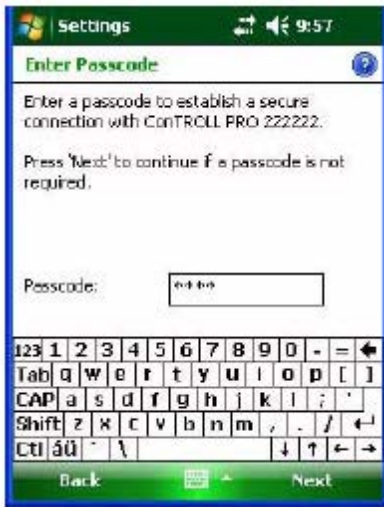 Settings 9:57
Enter Passcode
Enter a passcode to establish a secure
connection with ConTROLL PRO 222222.
Press 'Next' to continue if a passcode is not
required.
Passcode: ****
123 1 2 3 4 5 6 7 8 9 0 - =
Tab q w e r t y u i o p [ ]
CAP a s d f g h j k l ; '
Shift z x c v b n m , . /
Ctl áü ` \
Back Next